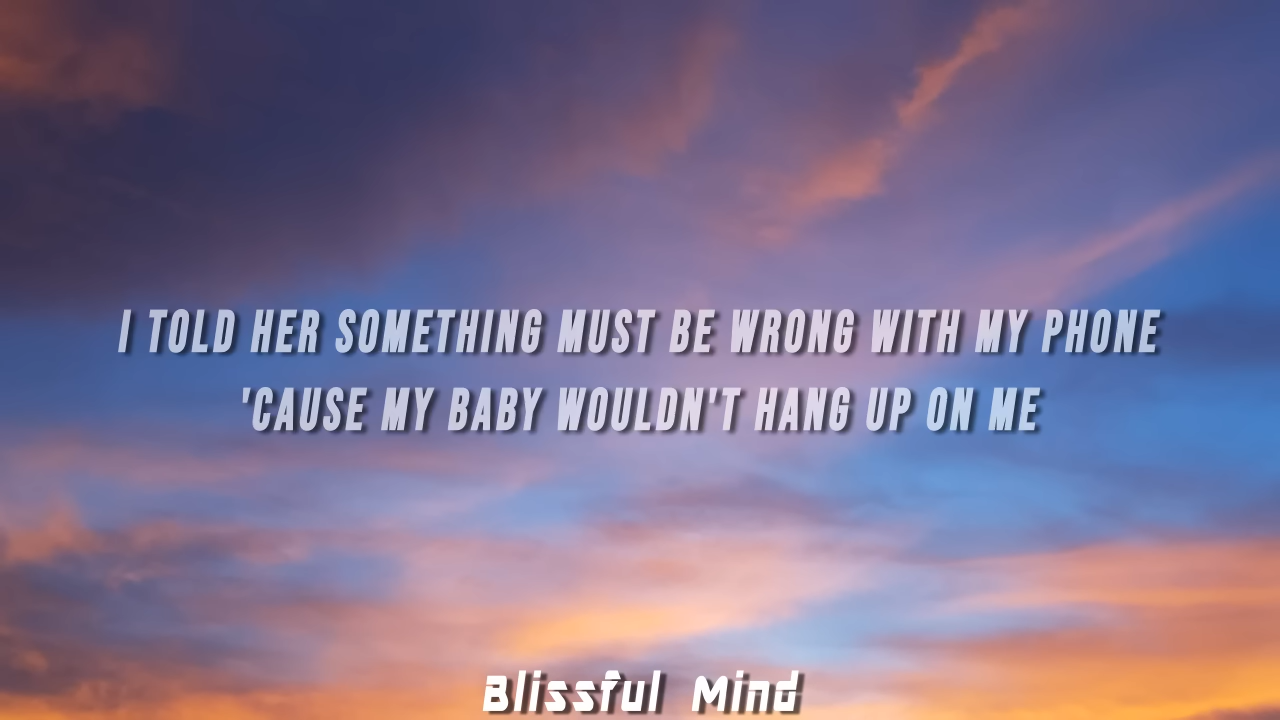 I TOLD HER SOMETHING MUST BE WRONG WITH MY PHONE
'CAUSE MY BABY WOULDN'T HANG UP ON ME
Blissful Mind